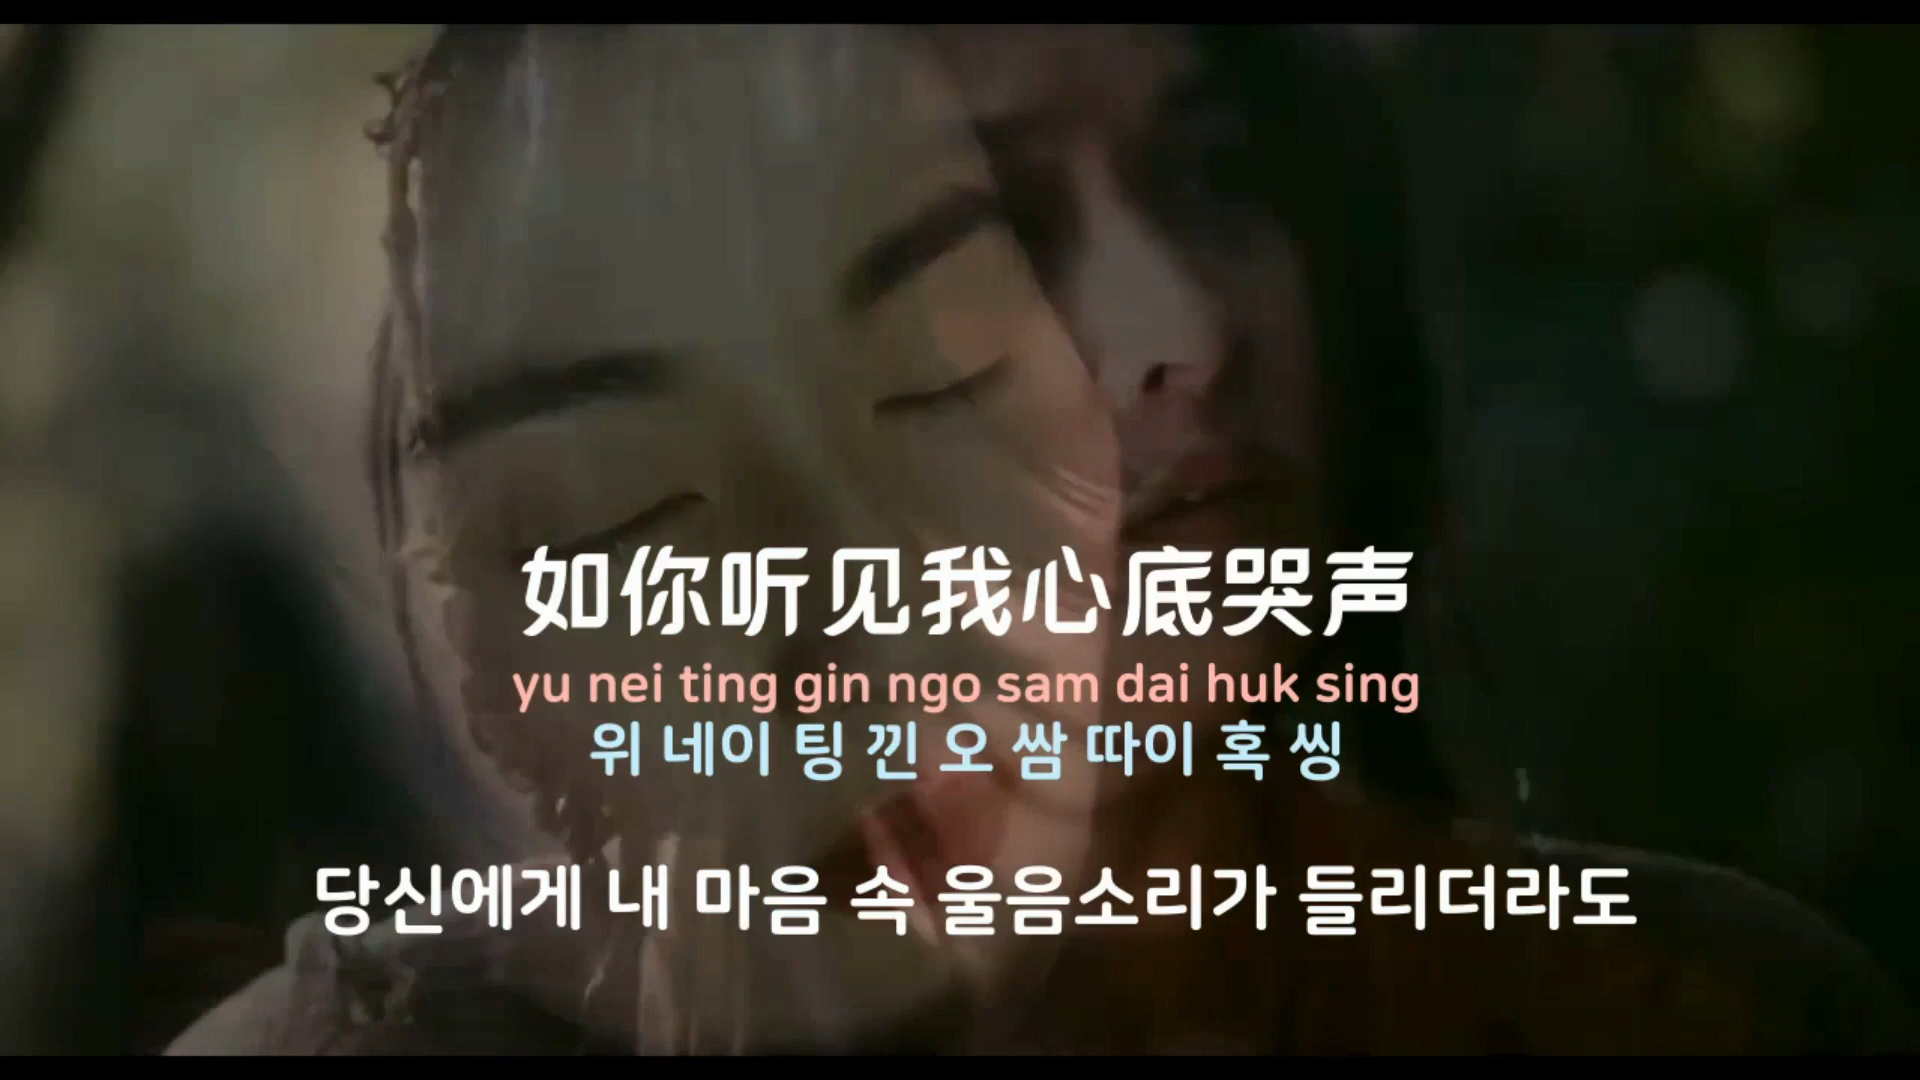 如你听见我心底哭声
yu nei ting gin ngo sam dai huk sing
위 네이 팅 낀 오 쌈 따이 혹 씽
당신에게 내 마음 속 울음소리가 들리더라도